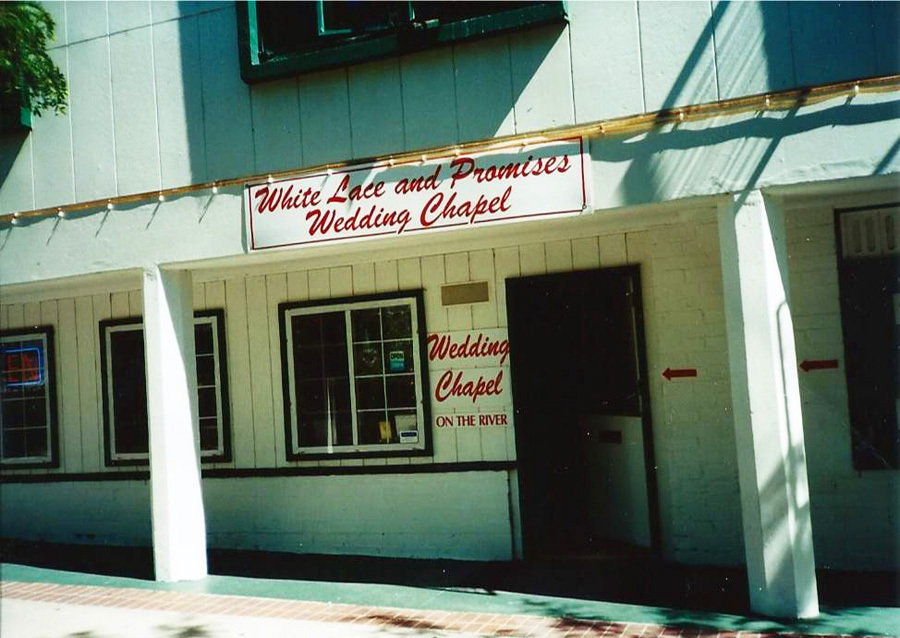 White Lace and Promises
Wedding Chapel
Wedding
Chapel
ON THE RIVER